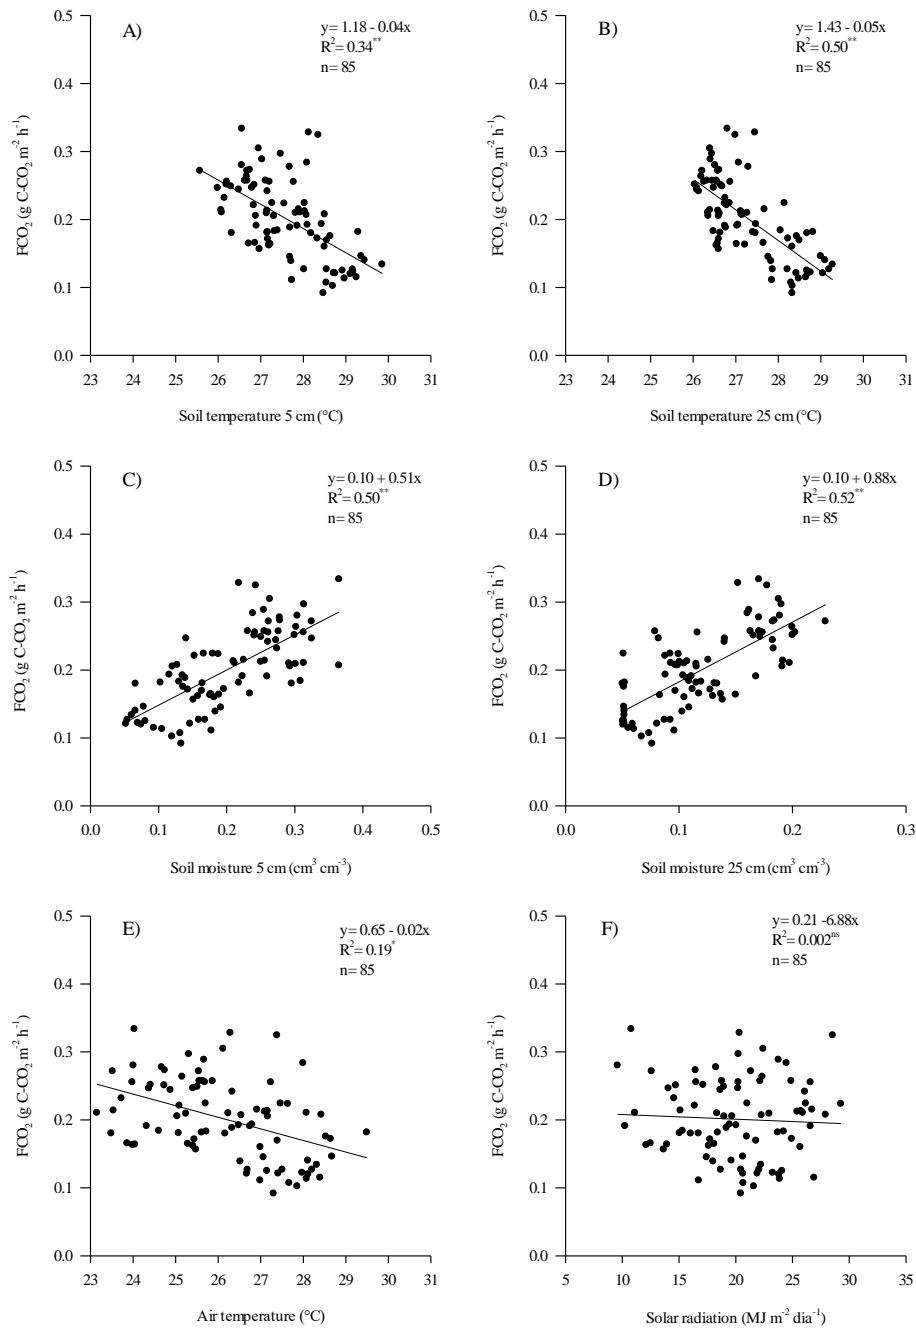 A)
y= 1.18 - 0.04x
R²= 0.34**
n= 85
FCO₂ (g C-CO₂ m⁻² h⁻¹)
0.5
0.4
0.3
0.2
0.1
0.0
23 24 25 26 27 28 29 30 31
Soil temperature 5 cm (°C)
B)
y= 1.43 - 0.05x
R²= 0.50**
n= 85
FCO₂ (g C-CO₂ m⁻² h⁻¹)
0.5
0.4
0.3
0.2
0.1
0.0
23 24 25 26 27 28 29 30 31
Soil temperature 25 cm (°C)
C)
y= 0.10 + 0.51x
R²= 0.50**
n= 85
FCO₂ (g C-CO₂ m⁻² h⁻¹)
0.5
0.4
0.3
0.2
0.1
0.0
0.0 0.1 0.2 0.3 0.4 0.5
Soil moisture 5 cm (cm³ cm⁻³)
D)
y= 0.10 + 0.88x
R²= 0.52**
n= 85
FCO₂ (g C-CO₂ m⁻² h⁻¹)
0.5
0.4
0.3
0.2
0.1
0.0
0.0 0.1 0.2 0.3
Soil moisture 25 cm (cm³ cm⁻³)
E)
y= 0.65 - 0.02x
R²= 0.19*
n= 85
FCO₂ (g C-CO₂ m⁻² h⁻¹)
0.5
0.4
0.3
0.2
0.1
0.0
23 24 25 26 27 28 29 30 31
Air temperature (°C)
F)
y= 0.21 -6.88x
R²= 0.002ⁿˢ
n= 85
FCO₂ (g C-CO₂ m⁻² h⁻¹)
0.5
0.4
0.3
0.2
0.1
0.0
5 10 15 20 25 30 35
Solar radiation (MJ m⁻² dia⁻¹)